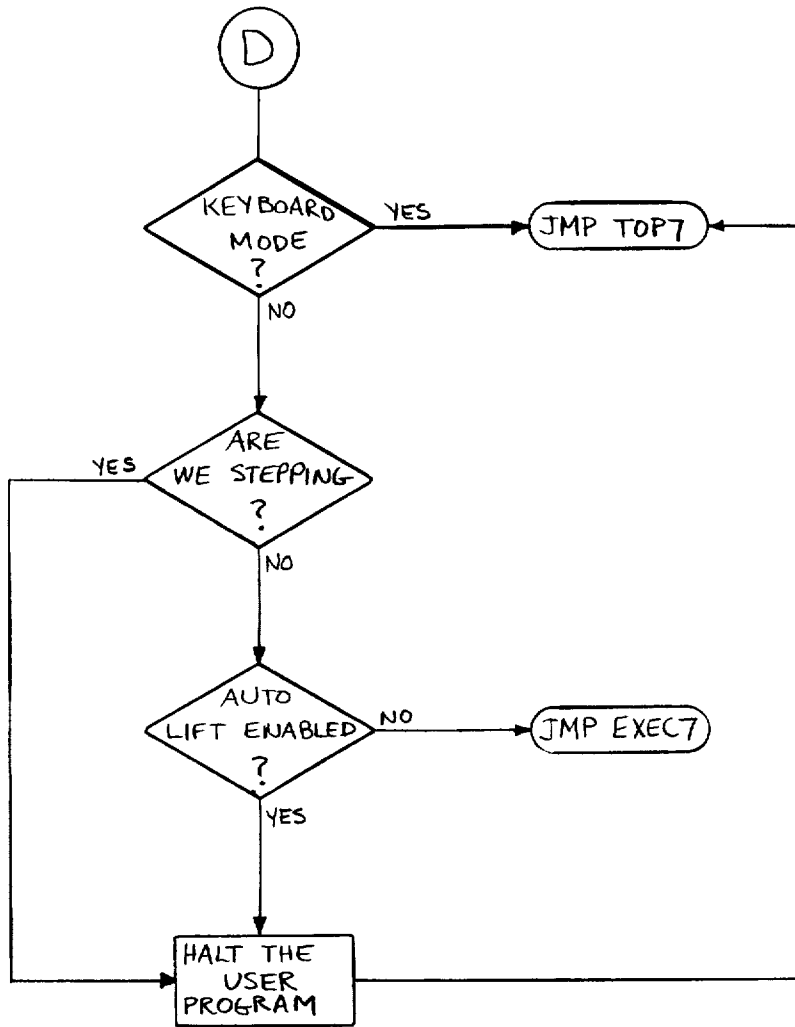 D
KEYBOARD
MODE
?
YES
JMP TOP7
NO
ARE
WE STEPPING
?
YES
NO
AUTO
LIFT ENABLED
?
NO
JMP EXEC7
YES
HALT THE
USER
PROGRAM